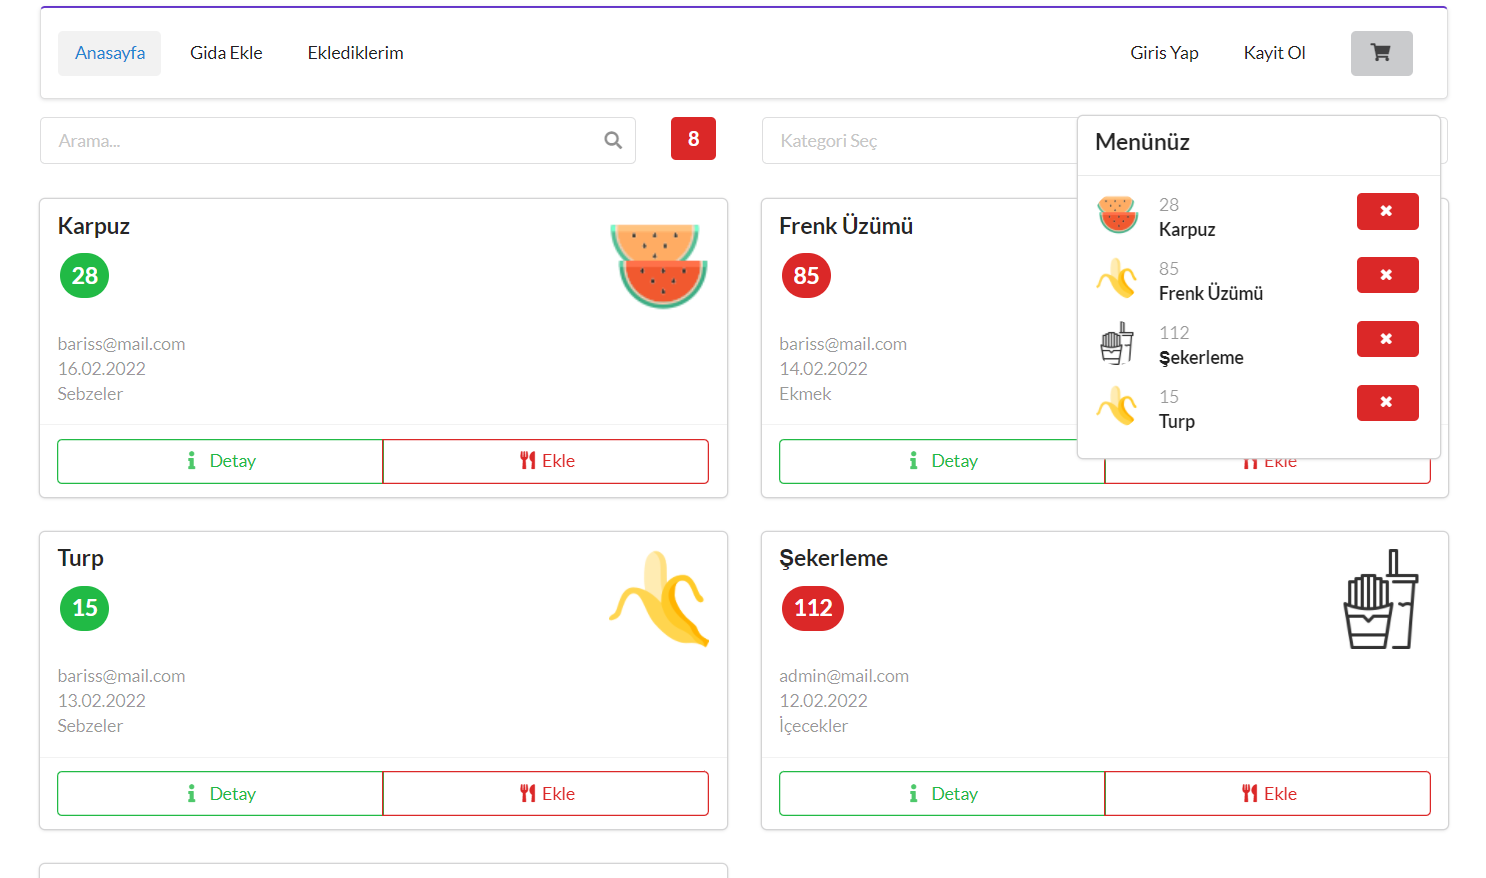 Anasayfa
Gida Ekle
Eklediklerim
Giris Yap
Kayit Ol
Arama...
8
Kategori Seç
Menünüz
28
Karpuz
85
Frenk Üzümü
112
Şekerleme
15
Turp
Karpuz
28
bariss@mail.com
16.02.2022
Sebzeler
Detay
Ekle
Frenk Üzümü
85
bariss@mail.com
14.02.2022
Ekmek
Detay
Ekle
Turp
15
bariss@mail.com
13.02.2022
Sebzeler
Detay
Ekle
Şekerleme
112
admin@mail.com
12.02.2022
İçecekler
Detay
Ekle